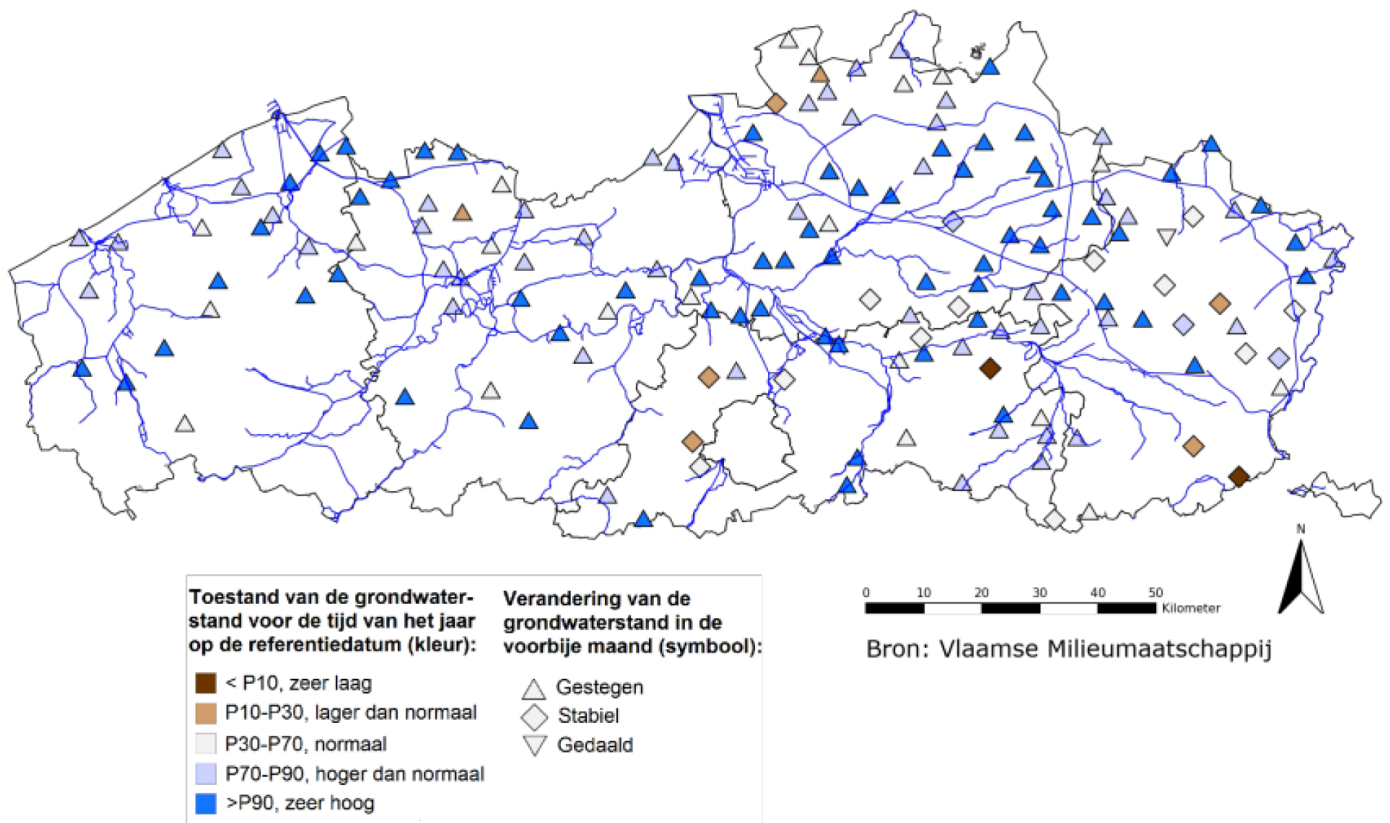 Toestand van de grondwater-
stand voor de tijd van het jaar
op de referentiedatum (kleur):
< P10, zeer laag
P10-P30, lager dan normaal
P30-P70, normaal
P70-P90, hoger dan normaal
>P90, zeer hoog
Verandering van de
grondwaterstand in de
voorbije maand (symbool):
Gestegen
Stabiel
Gedaald
0 10 20 30 40 50
Kilometer
N
Bron: Vlaamse Milieumaatschappij